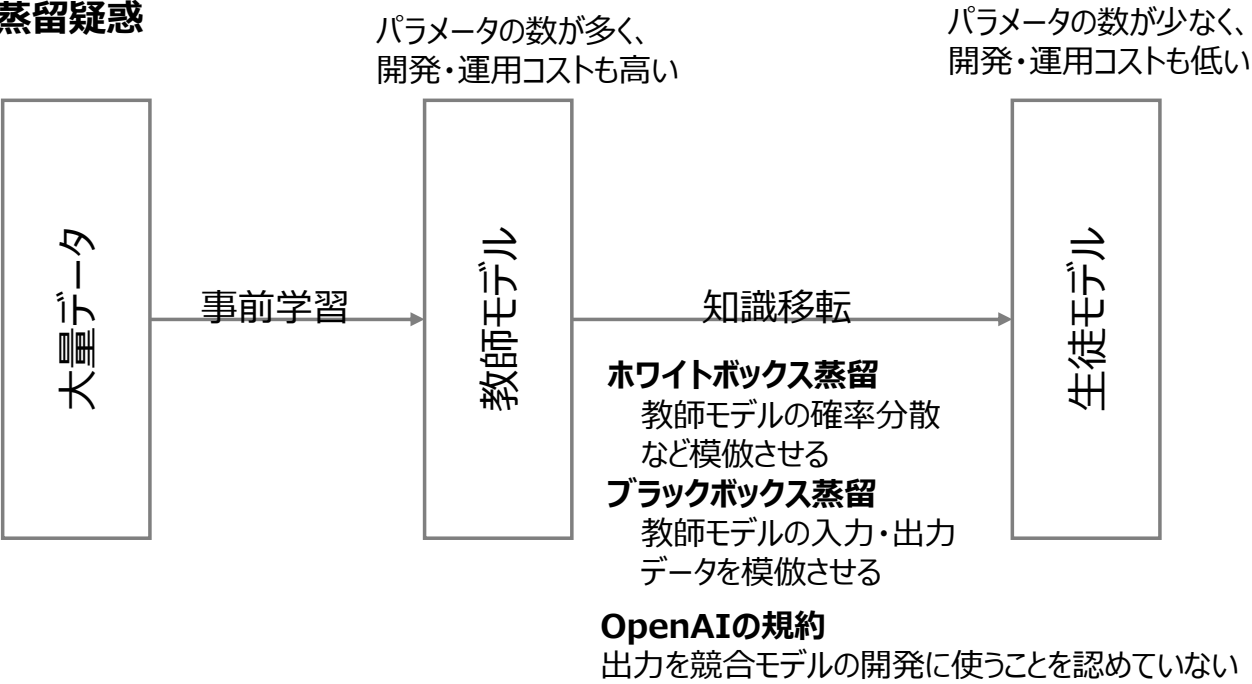 蒸留疑惑
パラメータの数が多く、
開発・運用コストも高い
パラメータの数が少なく、
開発・運用コストも低い
大量データ
事前学習
教師モデル
知識移転
生徒モデル
ホワイトボックス蒸留
教師モデルの確率分散
など模倣させる
ブラックボックス蒸留
教師モデルの入力・出力
データを模倣させる
OpenAIの規約
出力を競合モデルの開発に使うことを認めていない